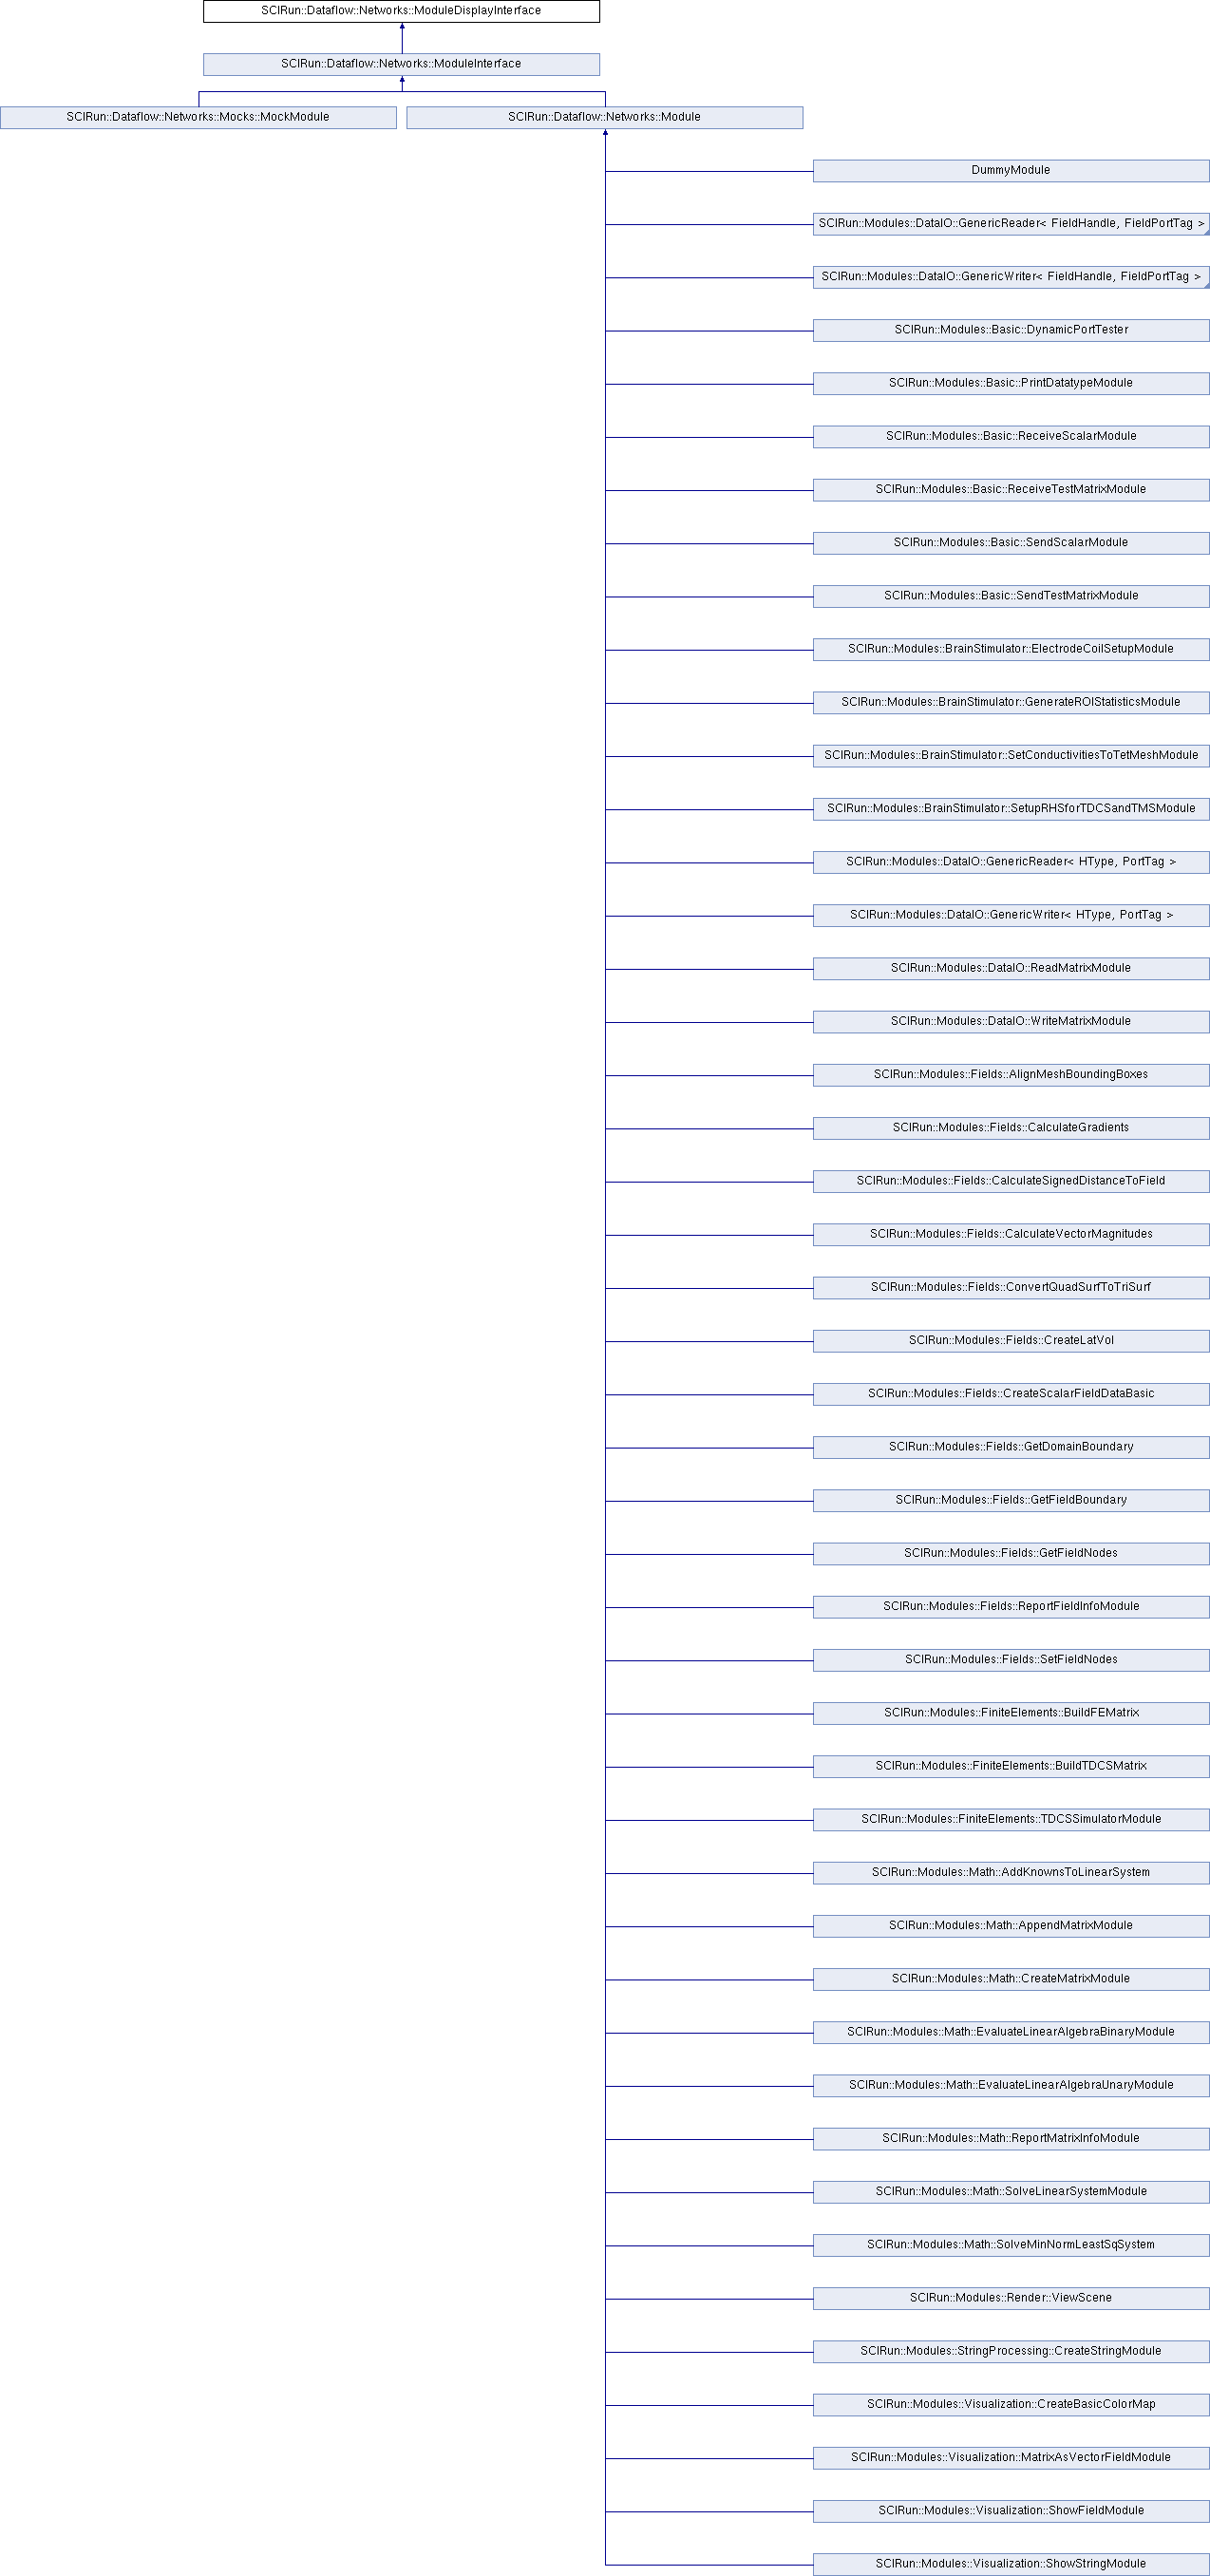 SCIRun::Dataflow::Networks::ModuleDisplayInterface
SCIRun::Dataflow::Networks::ModuleInterface
SCIRun::Dataflow::Networks::Mocks::MockModule
SCIRun::Dataflow::Networks::Module
DummyModule
SCIRun::Modules::DataIO::GenericReader< FieldHandle, FieldPortTag >
SCIRun::Modules::DataIO::GenericWriter< FieldHandle, FieldPortTag >
SCIRun::Modules::Basic::DynamicPortTester
SCIRun::Modules::Basic::PrintDatatypeModule
SCIRun::Modules::Basic::ReceiveScalarModule
SCIRun::Modules::Basic::ReceiveTestMatrixModule
SCIRun::Modules::Basic::SendScalarModule
SCIRun::Modules::Basic::SendTestMatrixModule
SCIRun::Modules::BrainStimulator::ElectrodeCoilSetupModule
SCIRun::Modules::BrainStimulator::GenerateROIStatisticsModule
SCIRun::Modules::BrainStimulator::SetConductivitiesToTetMeshModule
SCIRun::Modules::BrainStimulator::SetupRHSforTDCSandTMSModule
SCIRun::Modules::DataIO::GenericReader< HType, PortTag >
SCIRun::Modules::DataIO::GenericWriter< HType, PortTag >
SCIRun::Modules::DataIO::ReadMatrixModule
SCIRun::Modules::DataIO::WriteMatrixModule
SCIRun::Modules::Fields::AlignMeshBoundingBoxes
SCIRun::Modules::Fields::CalculateGradients
SCIRun::Modules::Fields::CalculateSignedDistanceToField
SCIRun::Modules::Fields::CalculateVectorMagnitudes
SCIRun::Modules::Fields::ConvertQuadSurfToTriSurf
SCIRun::Modules::Fields::CreateLatVol
SCIRun::Modules::Fields::CreateScalarFieldDataBasic
SCIRun::Modules::Fields::GetDomainBoundary
SCIRun::Modules::Fields::GetFieldBoundary
SCIRun::Modules::Fields::GetFieldNodes
SCIRun::Modules::Fields::ReportFieldInfoModule
SCIRun::Modules::Fields::SetFieldNodes
SCIRun::Modules::FiniteElements::BuildFEMatrix
SCIRun::Modules::FiniteElements::BuildTDCSMatrix
SCIRun::Modules::FiniteElements::TDCSSimulatorModule
SCIRun::Modules::Math::AddKnownsToLinearSystem
SCIRun::Modules::Math::AppendMatrixModule
SCIRun::Modules::Math::CreateMatrixModule
SCIRun::Modules::Math::EvaluateLinearAlgebraBinaryModule
SCIRun::Modules::Math::EvaluateLinearAlgebraUnaryModule
SCIRun::Modules::Math::ReportMatrixInfoModule
SCIRun::Modules::Math::SolveLinearSystemModule
SCIRun::Modules::Math::SolveMinNormLeastSqSystem
SCIRun::Modules::Render::ViewScene
SCIRun::Modules::StringProcessing::CreateStringModule
SCIRun::Modules::Visualization::CreateBasicColorMap
SCIRun::Modules::Visualization::MatrixAsVectorFieldModule
SCIRun::Modules::Visualization::ShowFieldModule
SCIRun::Modules::Visualization::ShowStringModule